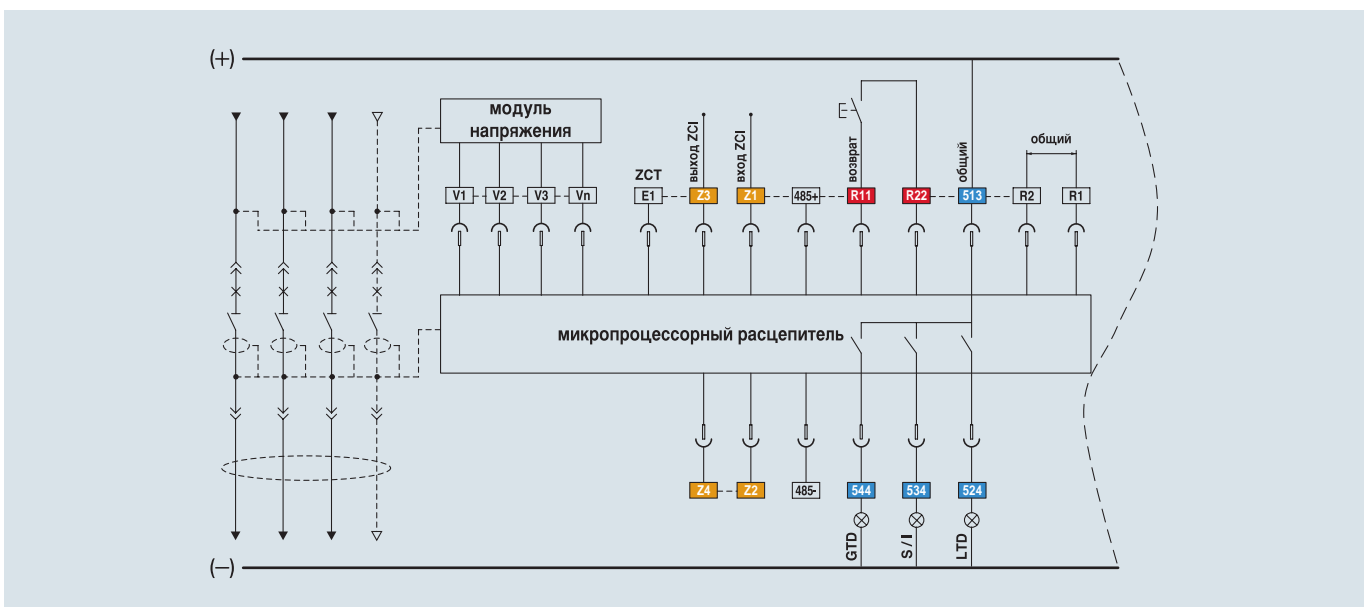 (+)
модуль
напряжения
выход ZCI
вход ZCI
возврат
общий
общий
ZCT
V1
V2
V3
Vn
E1
Z3
Z1
485+
R11
R22
513
R2
R1
микропроцессорный расцепитель
Z4
Z2
485-
544
534
524
GTD
S/I
LTD
(–)